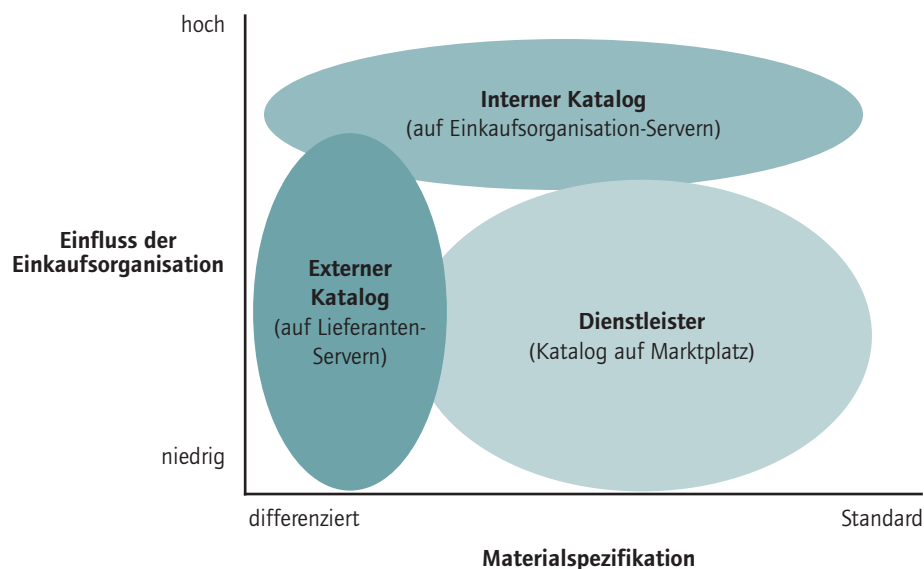 hoch
Interner Katalog
(auf Einkaufsorganisation-Servern)
Einfluss der
Einkaufsorganisation
Externer
Katalog
(auf Lieferanten-
Servern)
Dienstleister
(Katalog auf Marktplatz)
niedrig
differenziert
Standard
Materialspezifikation